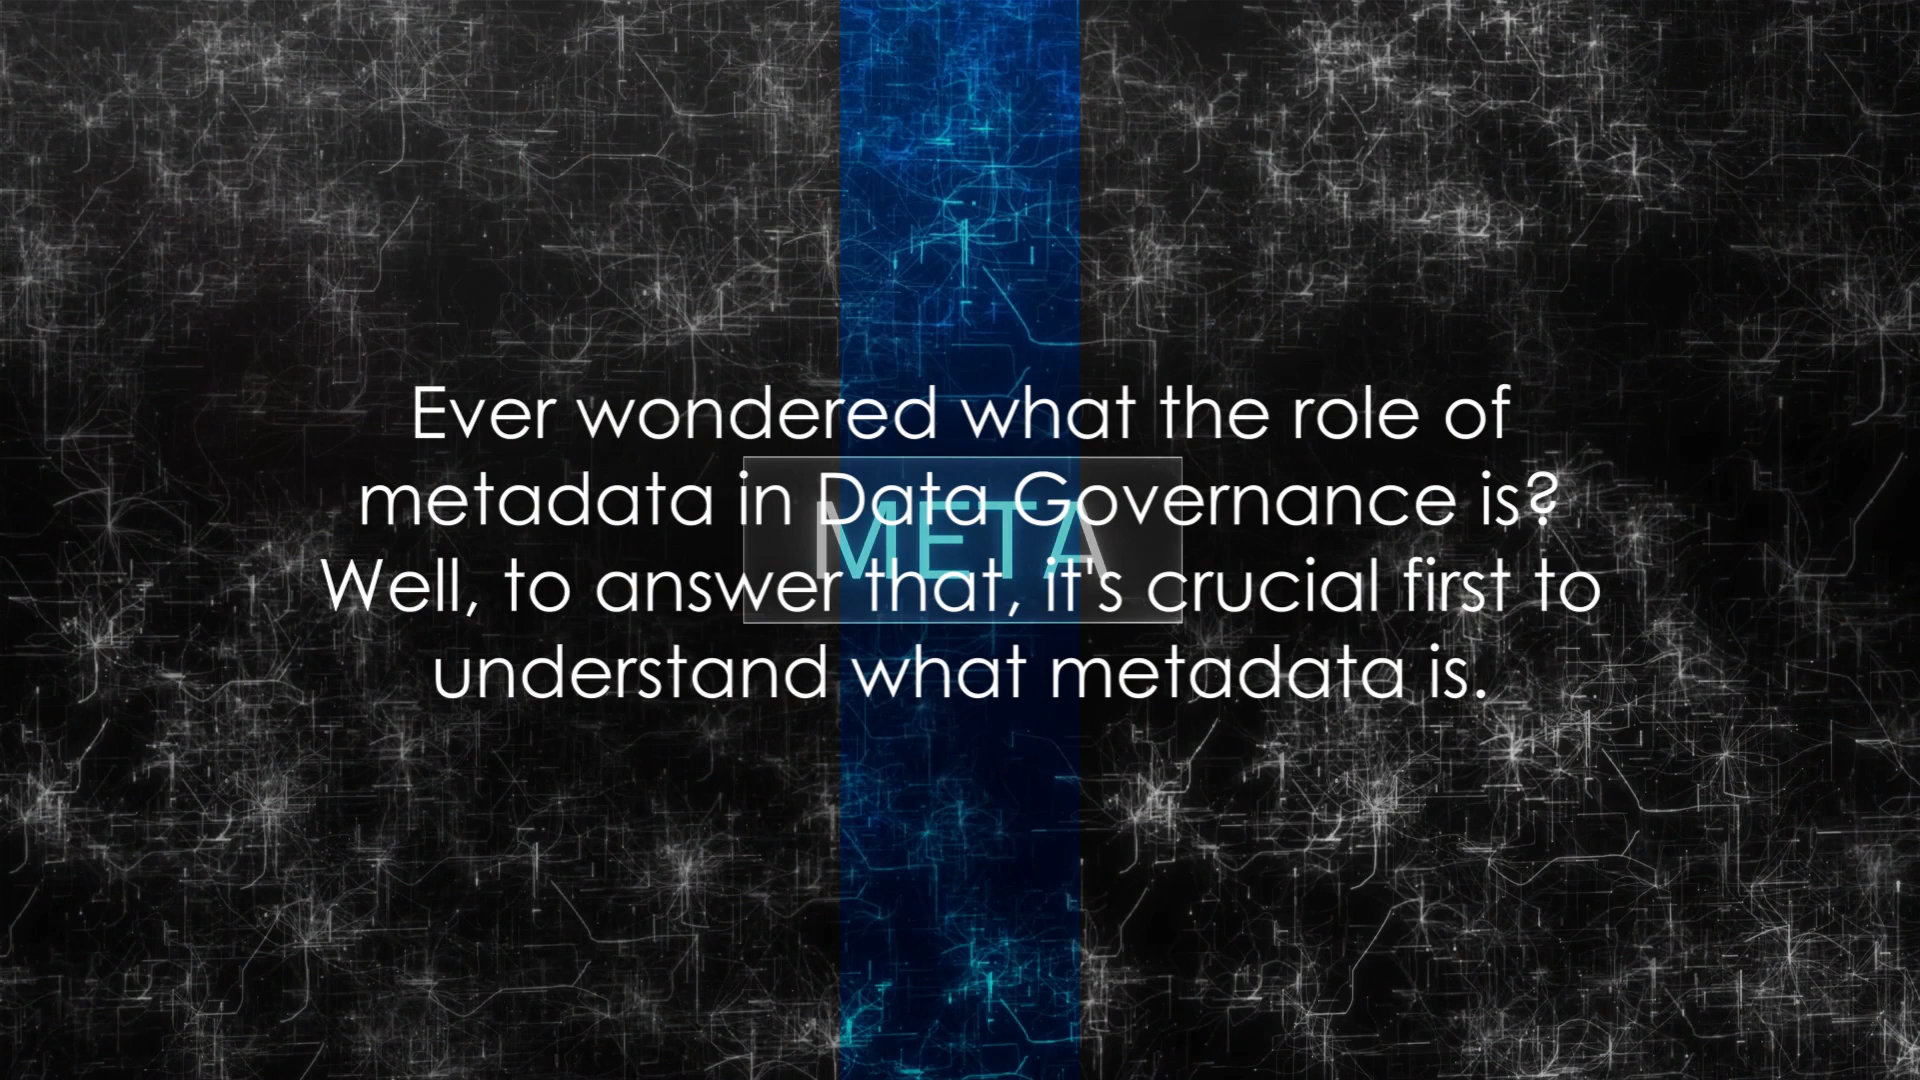 Ever wondered what the role of
metadata in Data Governance is?
META
Well, to answer that, it's crucial first to
understand what metadata is.